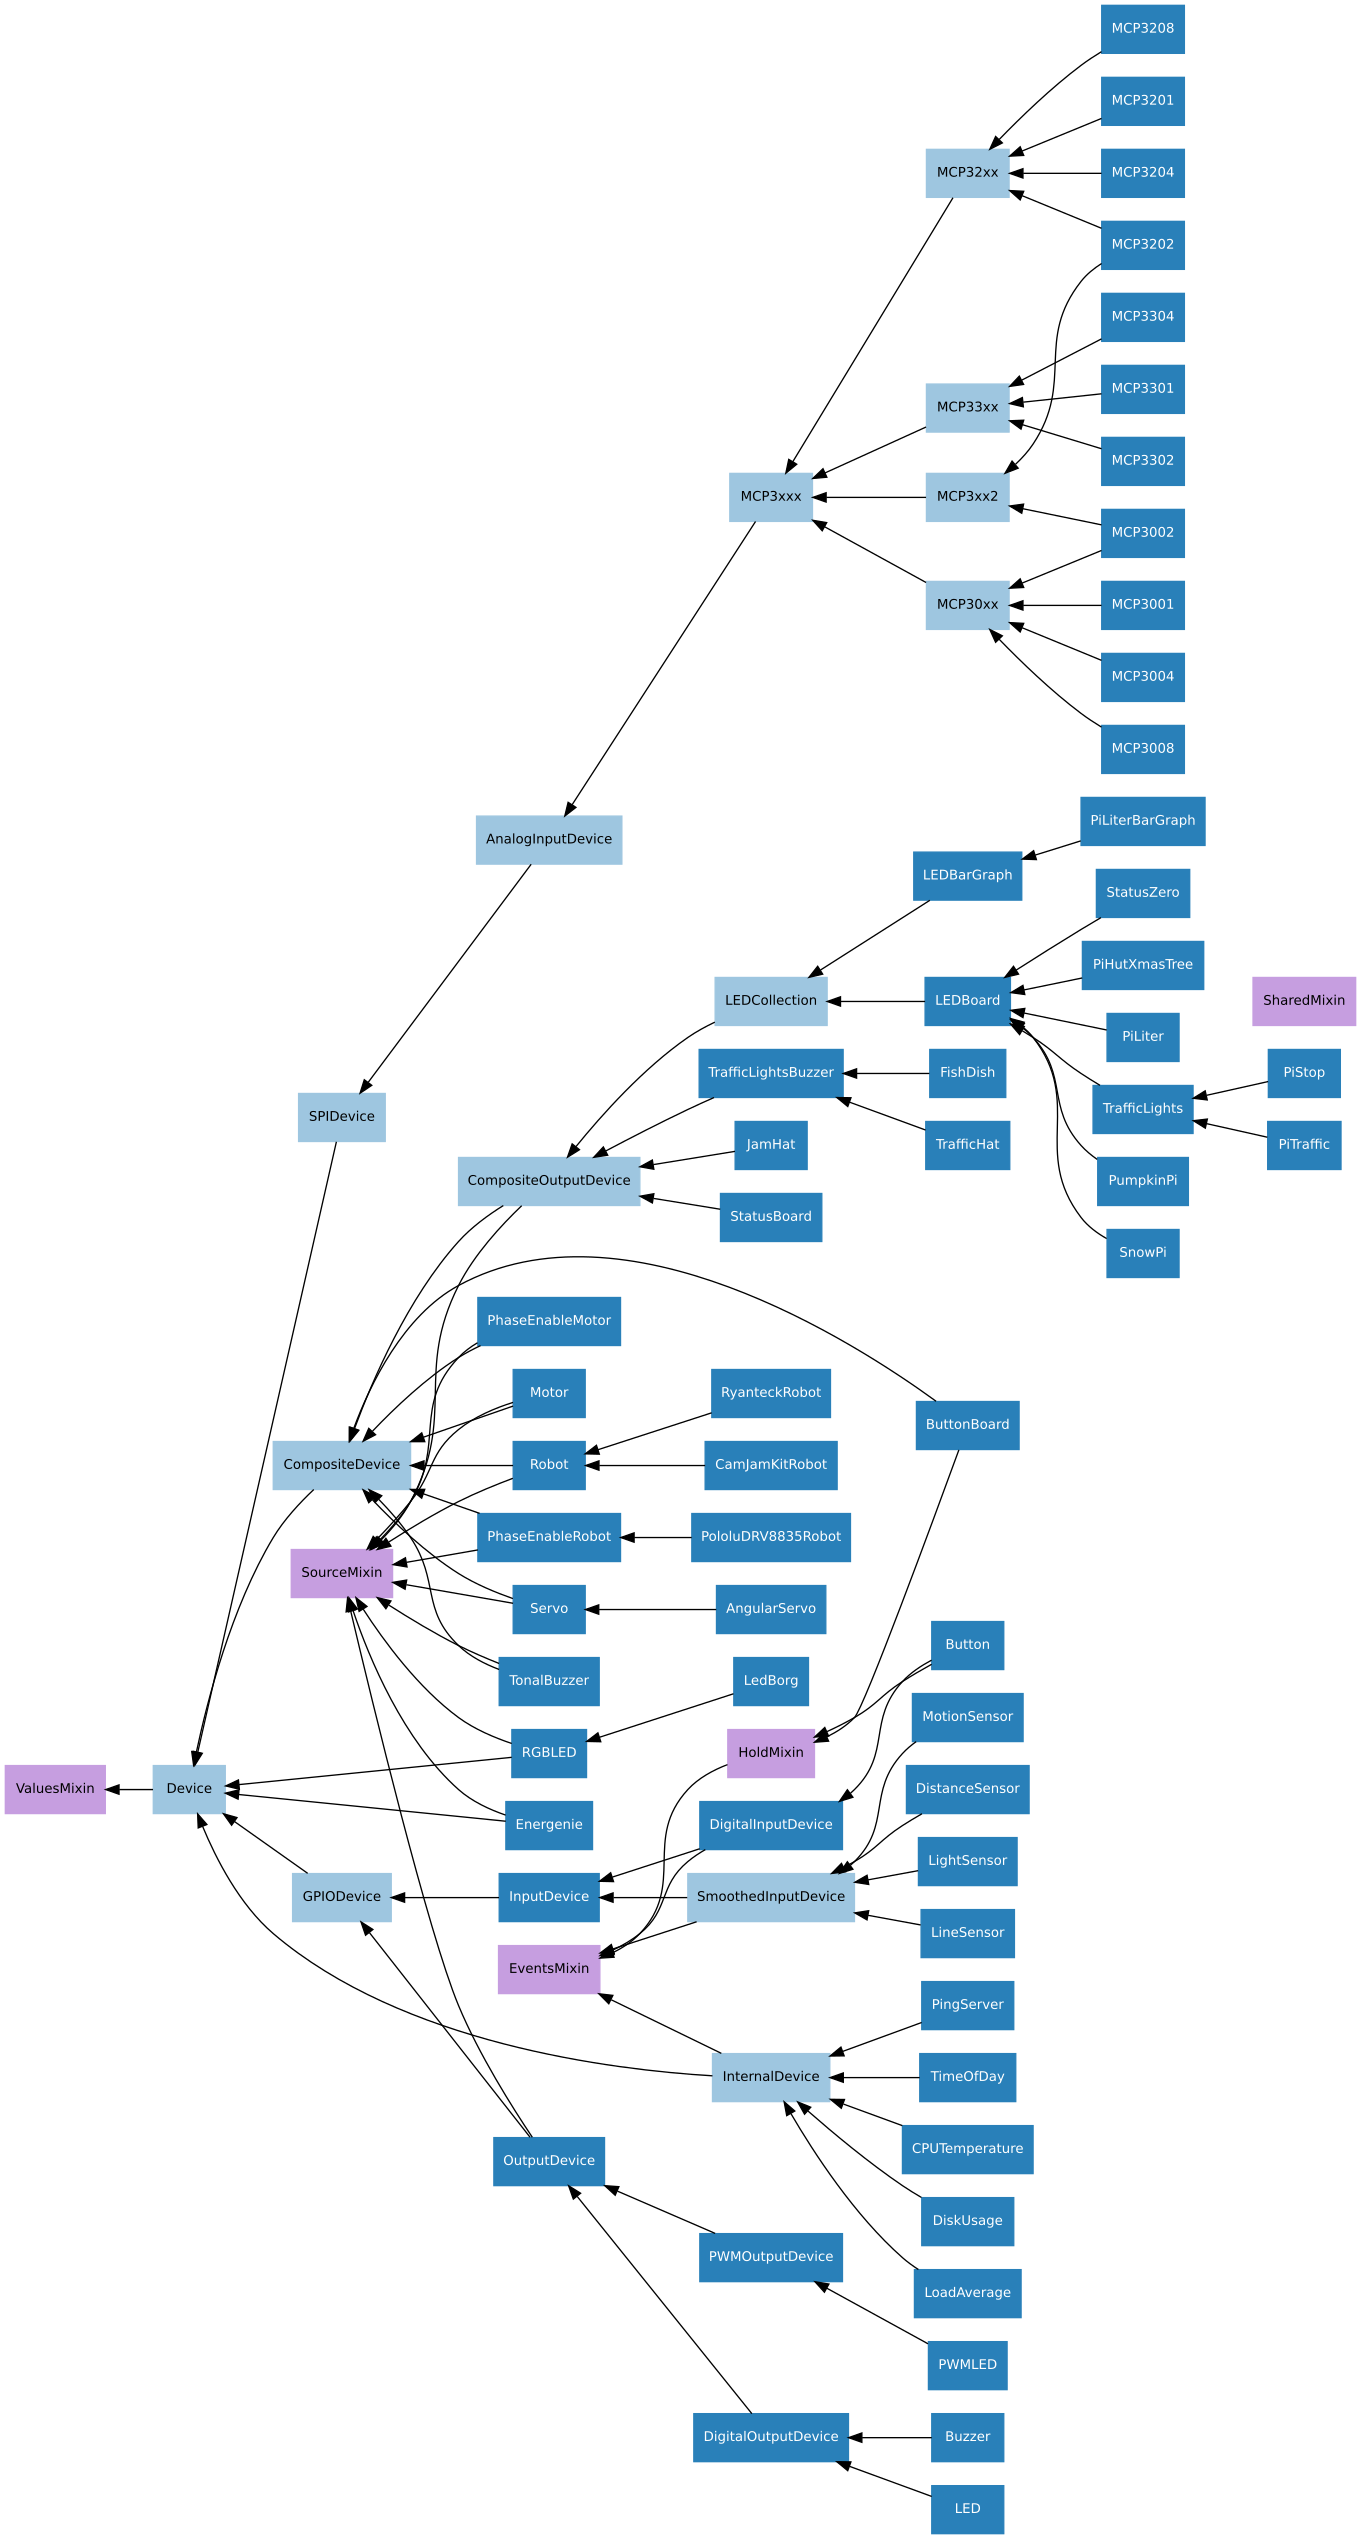 MCP3208
MCP3201
MCP32xx
MCP3204
MCP3202
MCP3304
MCP3301
MCP33xx
MCP3302
MCP3xxx
MCP3xx2
MCP3002
MCP30xx
MCP3001
MCP3004
MCP3008
PiLiterBarGraph
AnalogInputDevice
LEDBarGraph
StatusZero
PiHutXmasTree
LEDCollection
LEDBoard
SharedMixin
PiLiter
TrafficLightsBuzzer
FishDish
PiStop
SPIDevice
TrafficLights
JamHat
TrafficHat
PiTraffic
CompositeOutputDevice
PumpkinPi
StatusBoard
SnowPi
PhaseEnableMotor
Motor
RyanteckRobot
ButtonBoard
CompositeDevice
Robot
CamJamKitRobot
PhaseEnableRobot
PololuDRV8835Robot
SourceMixin
Servo
AngularServo
Button
TonalBuzzer
LedBorg
MotionSensor
RGBLED
HoldMixin
ValuesMixin
Device
DistanceSensor
Energenie
DigitalInputDevice
LightSensor
GPIODevice
InputDevice
SmoothedInputDevice
LineSensor
EventsMixin
PingServer
InternalDevice
TimeOfDay
CPUTemperature
OutputDevice
DiskUsage
PWMOutputDevice
LoadAverage
PWMLED
DigitalOutputDevice
Buzzer
LED